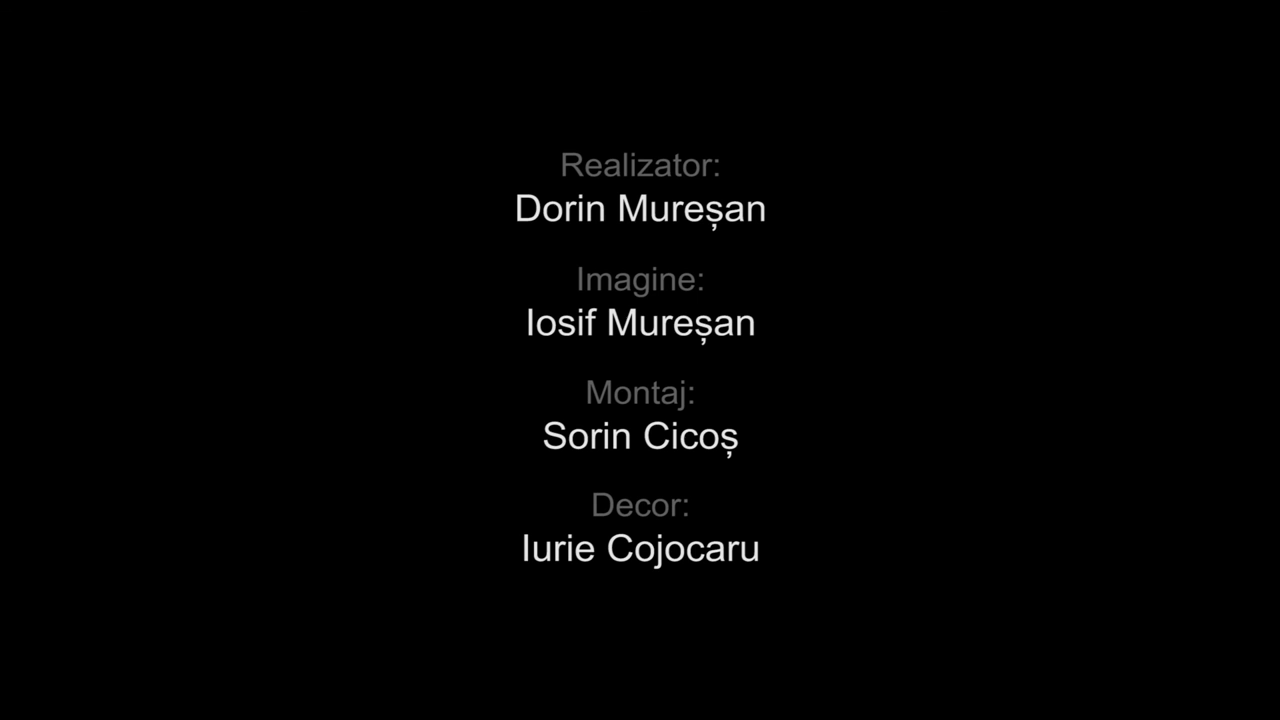 Realizator:
Dorin Mureșan
Imagine:
Iosif Mureșan
Montaj:
Sorin Cicoș
Decor:
Iurie Cojocaru